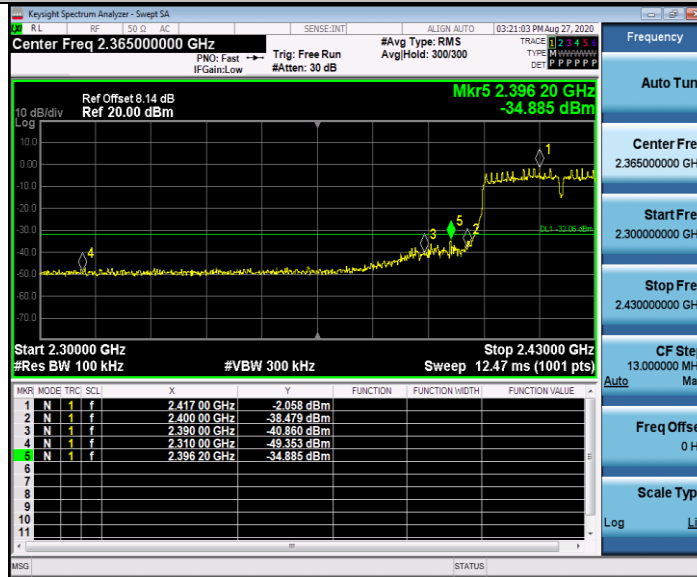 Keysight Spectrum Analyzer - Swept SA
RL RF 50 Ω AC SENSE:INT ALIGN AUTO 03:21:03 PM Aug 27, 2020
Center Freq 2.365000000 GHz
PNO: Fast
IFGain:Low
Trig: Free Run
#Atten: 30 dB
#Avg Type: RMS
Avg|Hold: 300/300
TRACE 1 2 3 4 5 6
TYPE M WWWWW
DET P P P P P P
Ref Offset 8.14 dB
10 dB/div Ref 20.00 dBm
Log
Mkr5 2.396 20 GHz
-34.885 dBm
10.0
0.00
-10.0
-20.0
-30.0
-40.0
-50.0
-60.0
-70.0
1
2
3
4
5
DL1 -32.06 dBm
Start 2.30000 GHz Stop 2.43000 GHz
#Res BW 100 kHz #VBW 300 kHz Sweep 12.47 ms (1001 pts)
MKR MODE TRC SCL X Y FUNCTION FUNCTION WIDTH FUNCTION VALUE
1 N 1 f 2.417 00 GHz -2.058 dBm
2 N 1 f 2.400 00 GHz -38.479 dBm
3 N 1 f 2.390 00 GHz -40.860 dBm
4 N 1 f 2.310 00 GHz -49.353 dBm
5 N 1 f 2.396 20 GHz -34.885 dBm
6
7
8
9
10
11
MSG STATUS
Frequency
Auto Tun
Center Fre
2.365000000 GH
Start Fre
2.300000000 GH
Stop Fre
2.430000000 GH
CF Ste
13.000000 MH
Auto Ma
Freq Offse
0 H
Scale Typ
Log Li